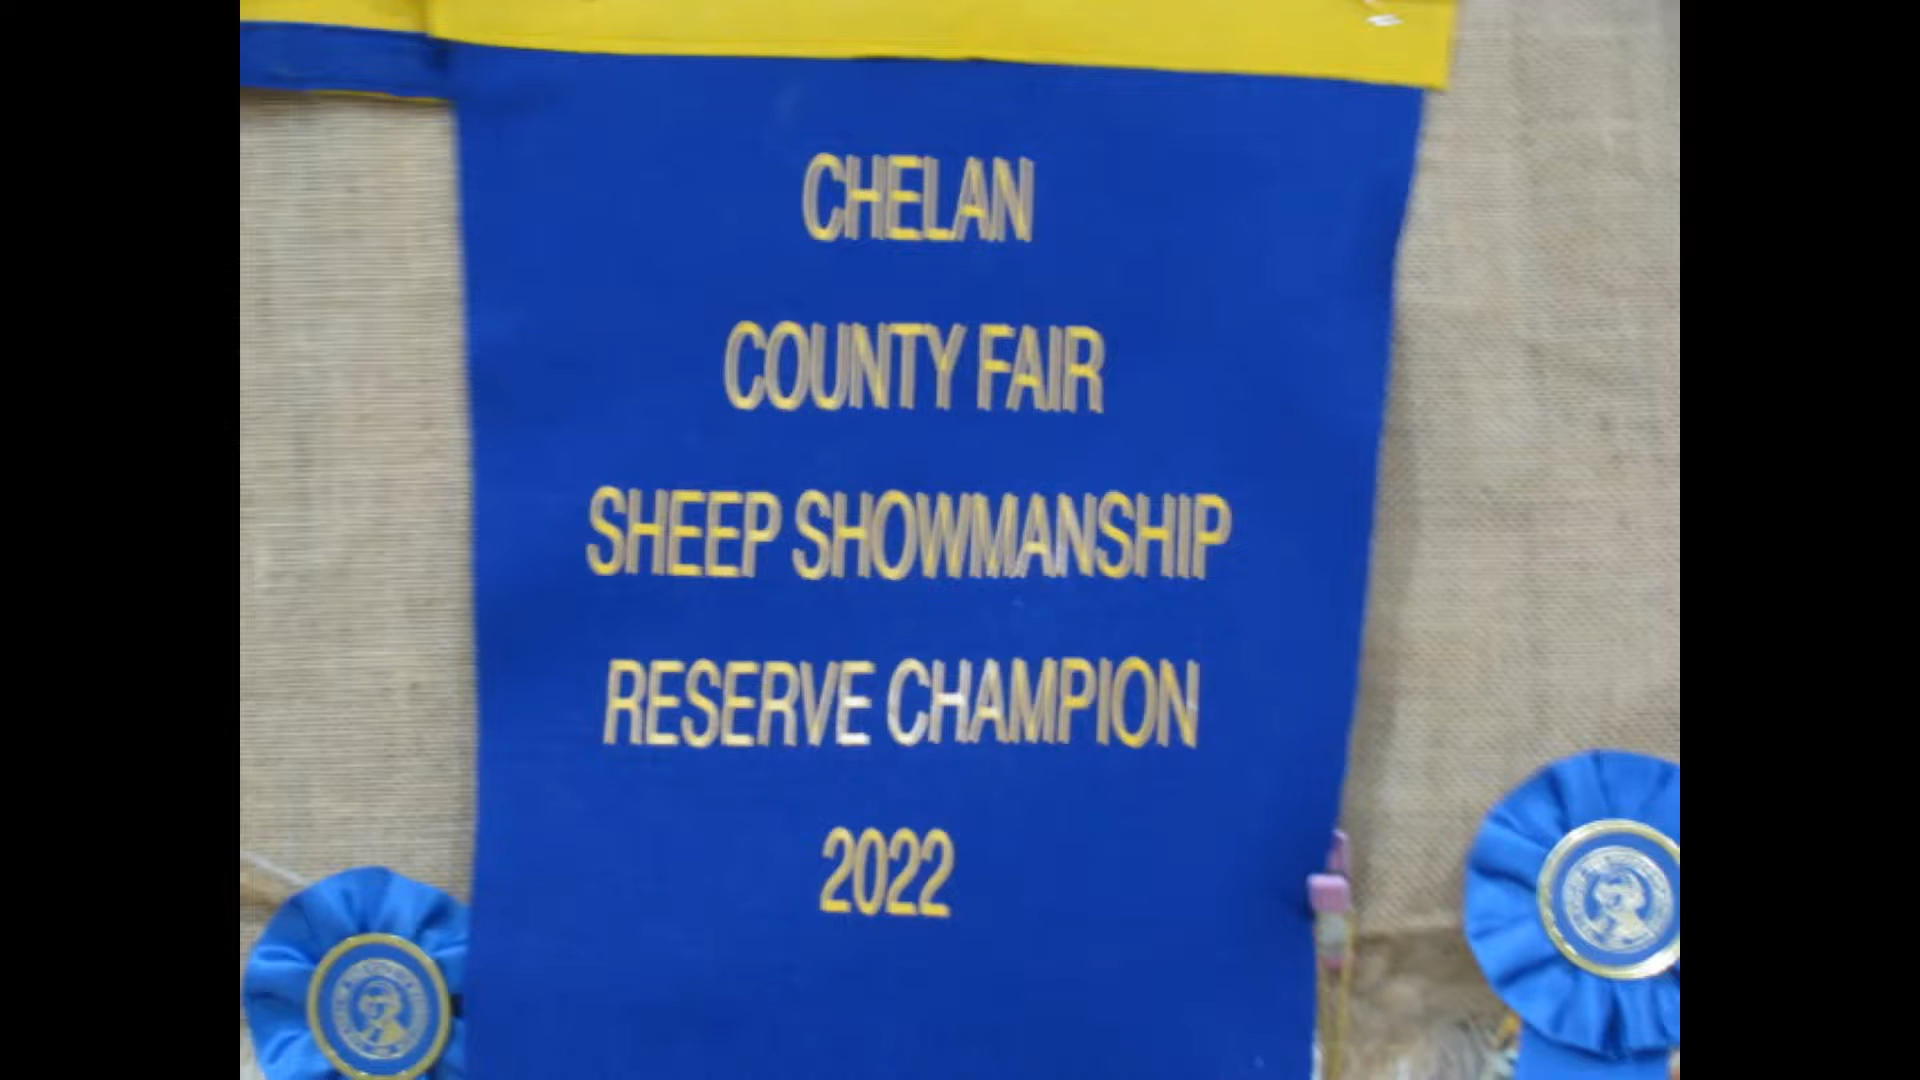 CHELAN
COUNTY FAIR
SHEEP SHOWMANSHIP
RESERVE CHAMPION
2022